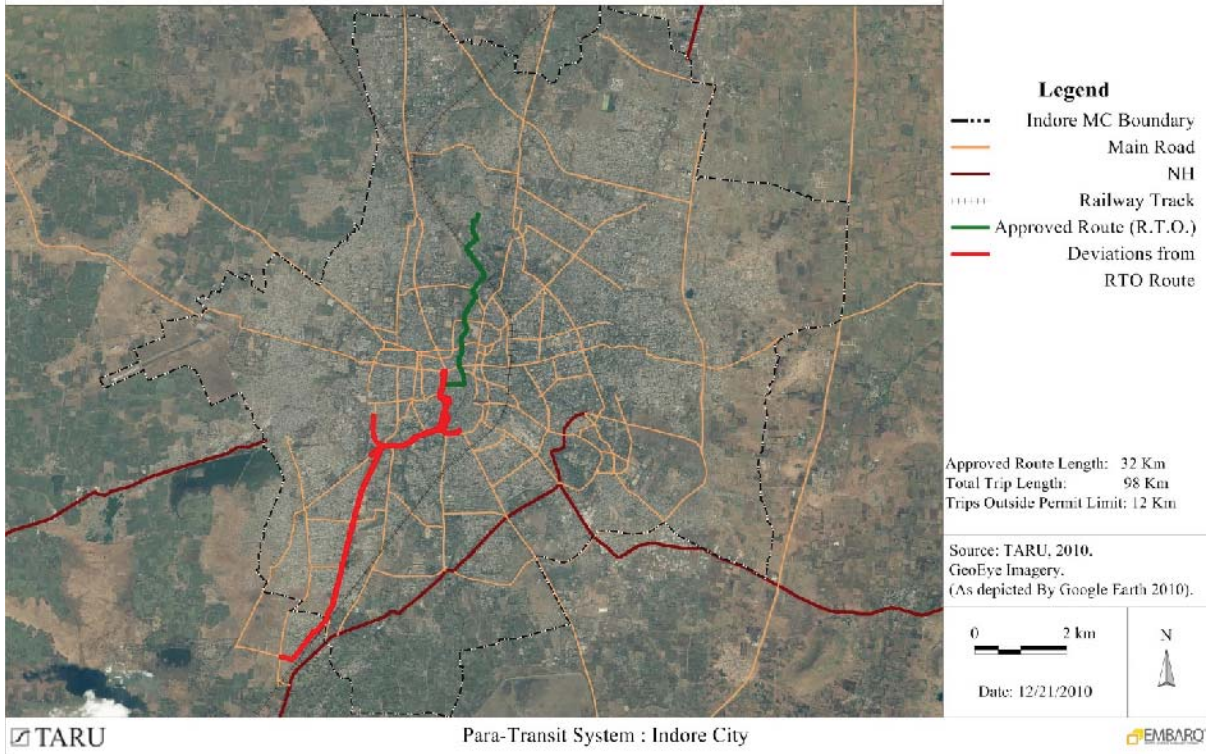 Legend
Indore MC Boundary
Main Road
NH
Railway Track
Approved Route (R.T.O.)
Deviations from
RTO Route
Approved Route Length: 32 Km
Total Trip Length: 98 Km
Trips Outside Permit Limit: 12 Km
Source: TARU, 2010.
GeoEye Imagery.
(As depicted By Google Earth 2010).
0 2 km
N
Date: 12/21/2010
TARU
Para-Transit System : Indore City
EMBARQ